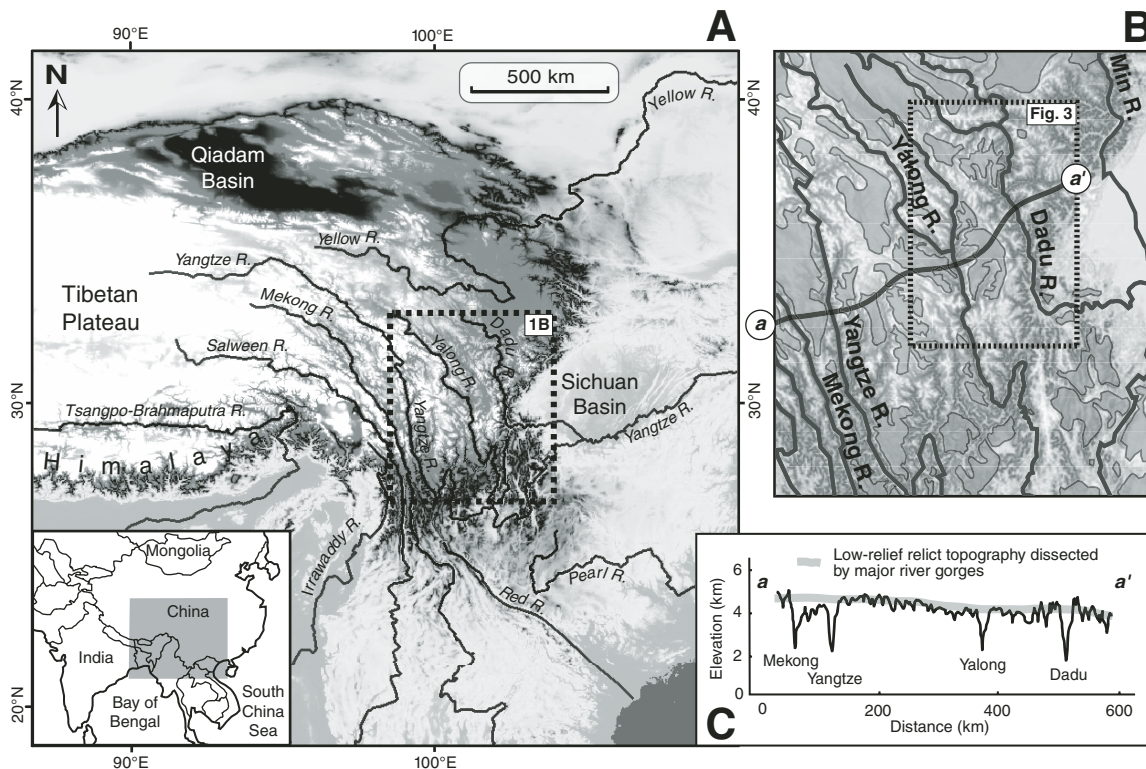 90°E
100°E
A
N
500 km
40°N
Yellow R.
Qiadam
Basin
Yellow R.
Yangtze R.
Tibetan
Plateau
Mekong R.
1B
Dadu R.
Salween R.
Yalong R.
Sichuan
Basin
30°N
Tsangpo-Brahmaputra R.
Yangtze R.
Yangtze R.
Himalaya
Irrawaddy R.
Red R.
Pearl R.
Mongolia
China
India
Bay of
Bengal
South
China
Sea
20°N
90°E
100°E
B
40°N
Min R.
Fig. 3
Yalong R.
a'
Dadu R.
a
30°N
Yangtze R.
Mekong R.
Low-relief relict topography dissected
by major river gorges
a
a'
Elevation (km)
6
4
2
0
Mekong
Yangtze
Yalong
Dadu
0
200
400
600
Distance (km)
C